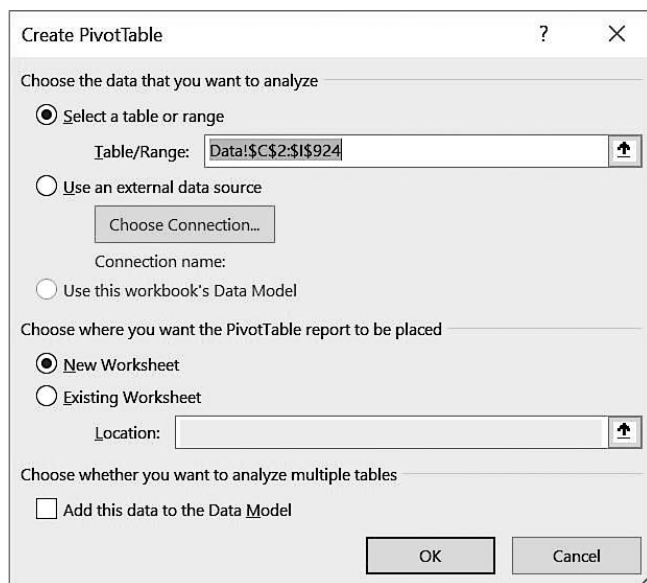 Create PivotTable ? ×
Choose the data that you want to analyze
Select a table or range
Table/Range: Data!$C$2:$I$924
Use an external data source
Choose Connection...
Connection name:
Use this workbook's Data Model
Choose where you want the PivotTable report to be placed
New Worksheet
Existing Worksheet
Location:
Choose whether you want to analyze multiple tables
Add this data to the Data Model
OK Cancel